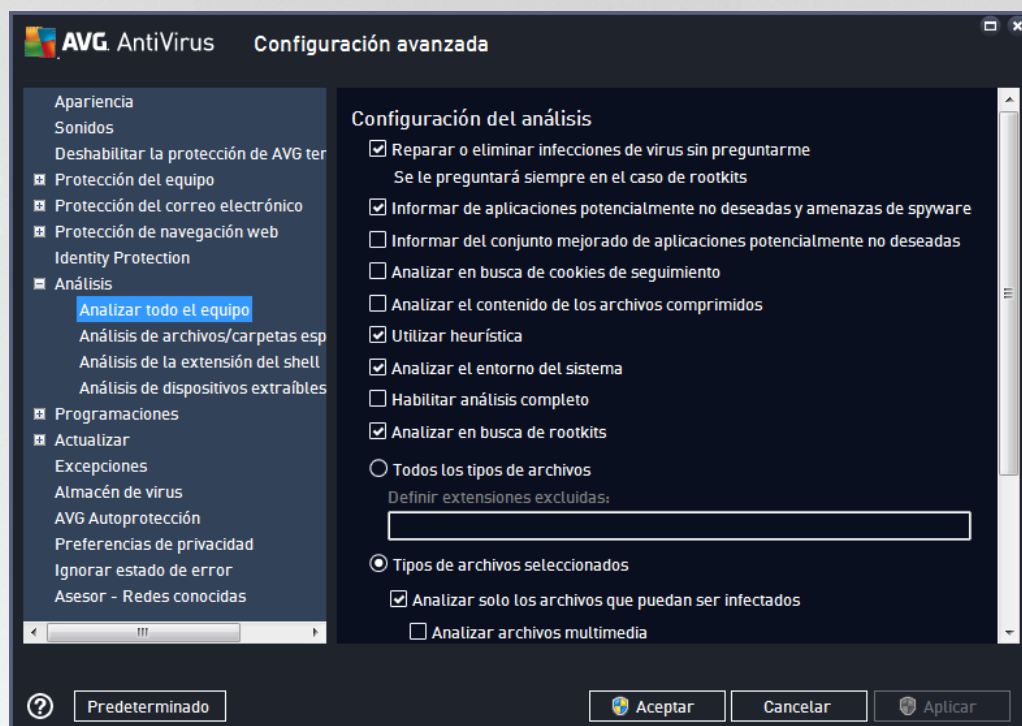 AVG. AntiVirus Configuración avanzada
Apariencia
Sonidos
Deshabilitar la protección de AVG ter
Protección del equipo
Protección del correo electrónico
Protección de navegación web
Identity Protection
Análisis
Analizar todo el equipo
Análisis de archivos/carpetas esp
Análisis de la extensión del shell
Análisis de dispositivos extraíbles
Programaciones
Actualizar
Excepciones
Almacén de virus
AVG Autoprotección
Preferencias de privacidad
Ignorar estado de error
Asesor - Redes conocidas
Configuración del análisis
Reparar o eliminar infecciones de virus sin preguntarme
Se le preguntará siempre en el caso de rootkits
Informar de aplicaciones potencialmente no deseadas y amenazas de spyware
Informar del conjunto mejorado de aplicaciones potencialmente no deseadas
Analizar en busca de cookies de seguimiento
Analizar el contenido de los archivos comprimidos
Utilizar heurística
Analizar el entorno del sistema
Habilitar análisis completo
Analizar en busca de rootkits
Todos los tipos de archivos
Definir extensiones excluidas:
Tipos de archivos seleccionados
Analizar solo los archivos que puedan ser infectados
Analizar archivos multimedia
? Predeterminado Aceptar Cancelar Aplicar